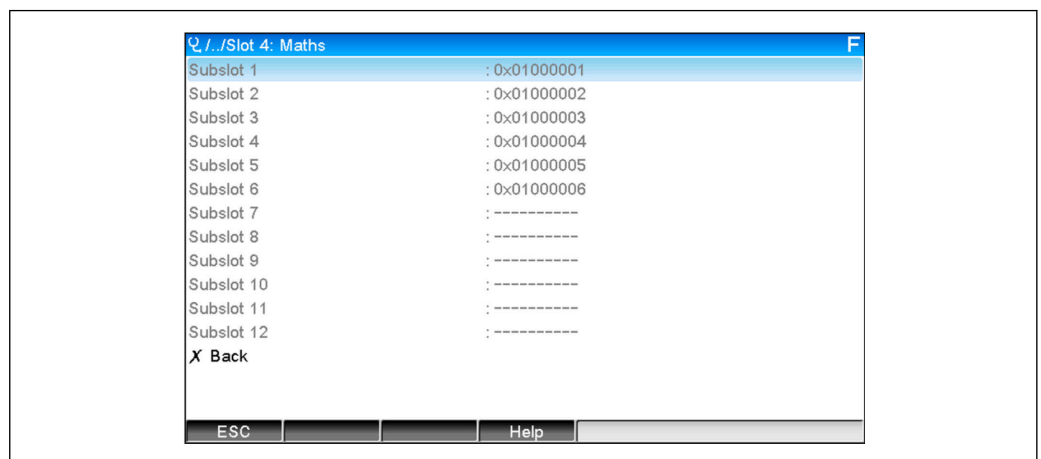 /../Slot 4: Maths F
Subslot 1 : 0x01000001
Subslot 2 : 0x01000002
Subslot 3 : 0x01000003
Subslot 4 : 0x01000004
Subslot 5 : 0x01000005
Subslot 6 : 0x01000006
Subslot 7 : ----------
Subslot 8 : ----------
Subslot 9 : ----------
Subslot 10 : ----------
Subslot 11 : ----------
Subslot 12 : ----------
X Back
ESC Help